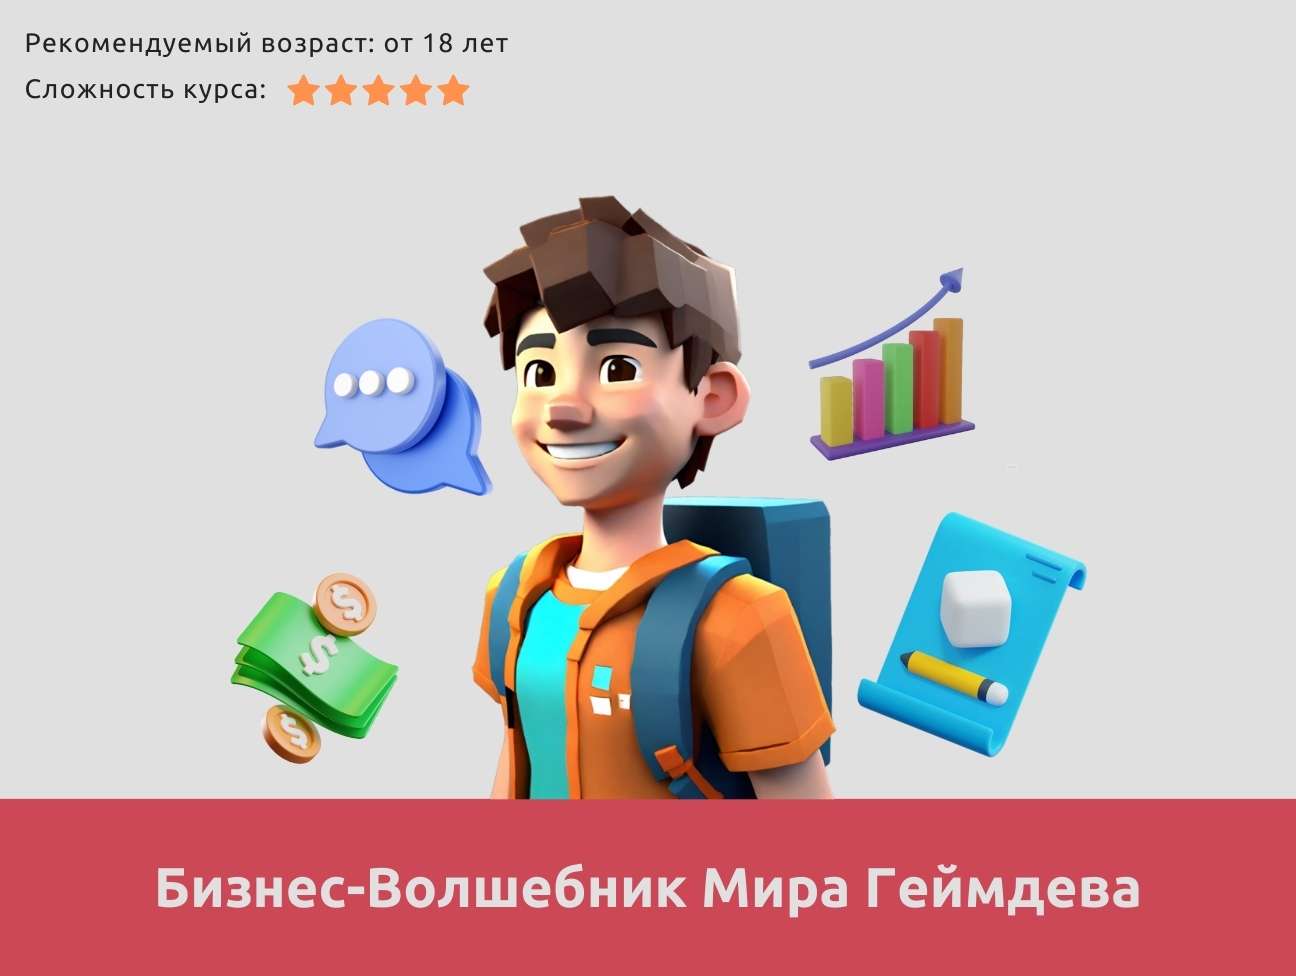 Рекомендуемый возраст: от 18 лет
Сложность курса:
$
$
$
Бизнес-Волшебник Мира Геймдева